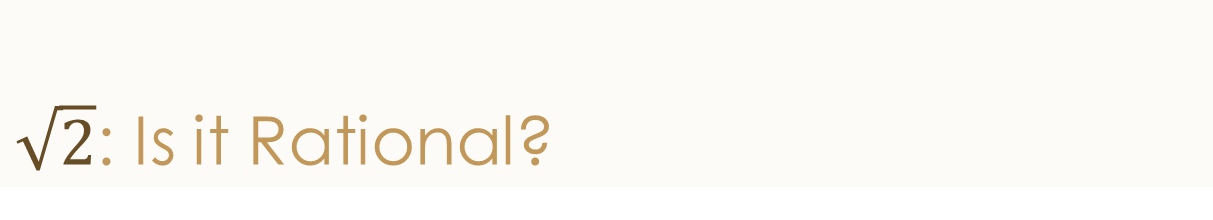 √2: Is it Rational?